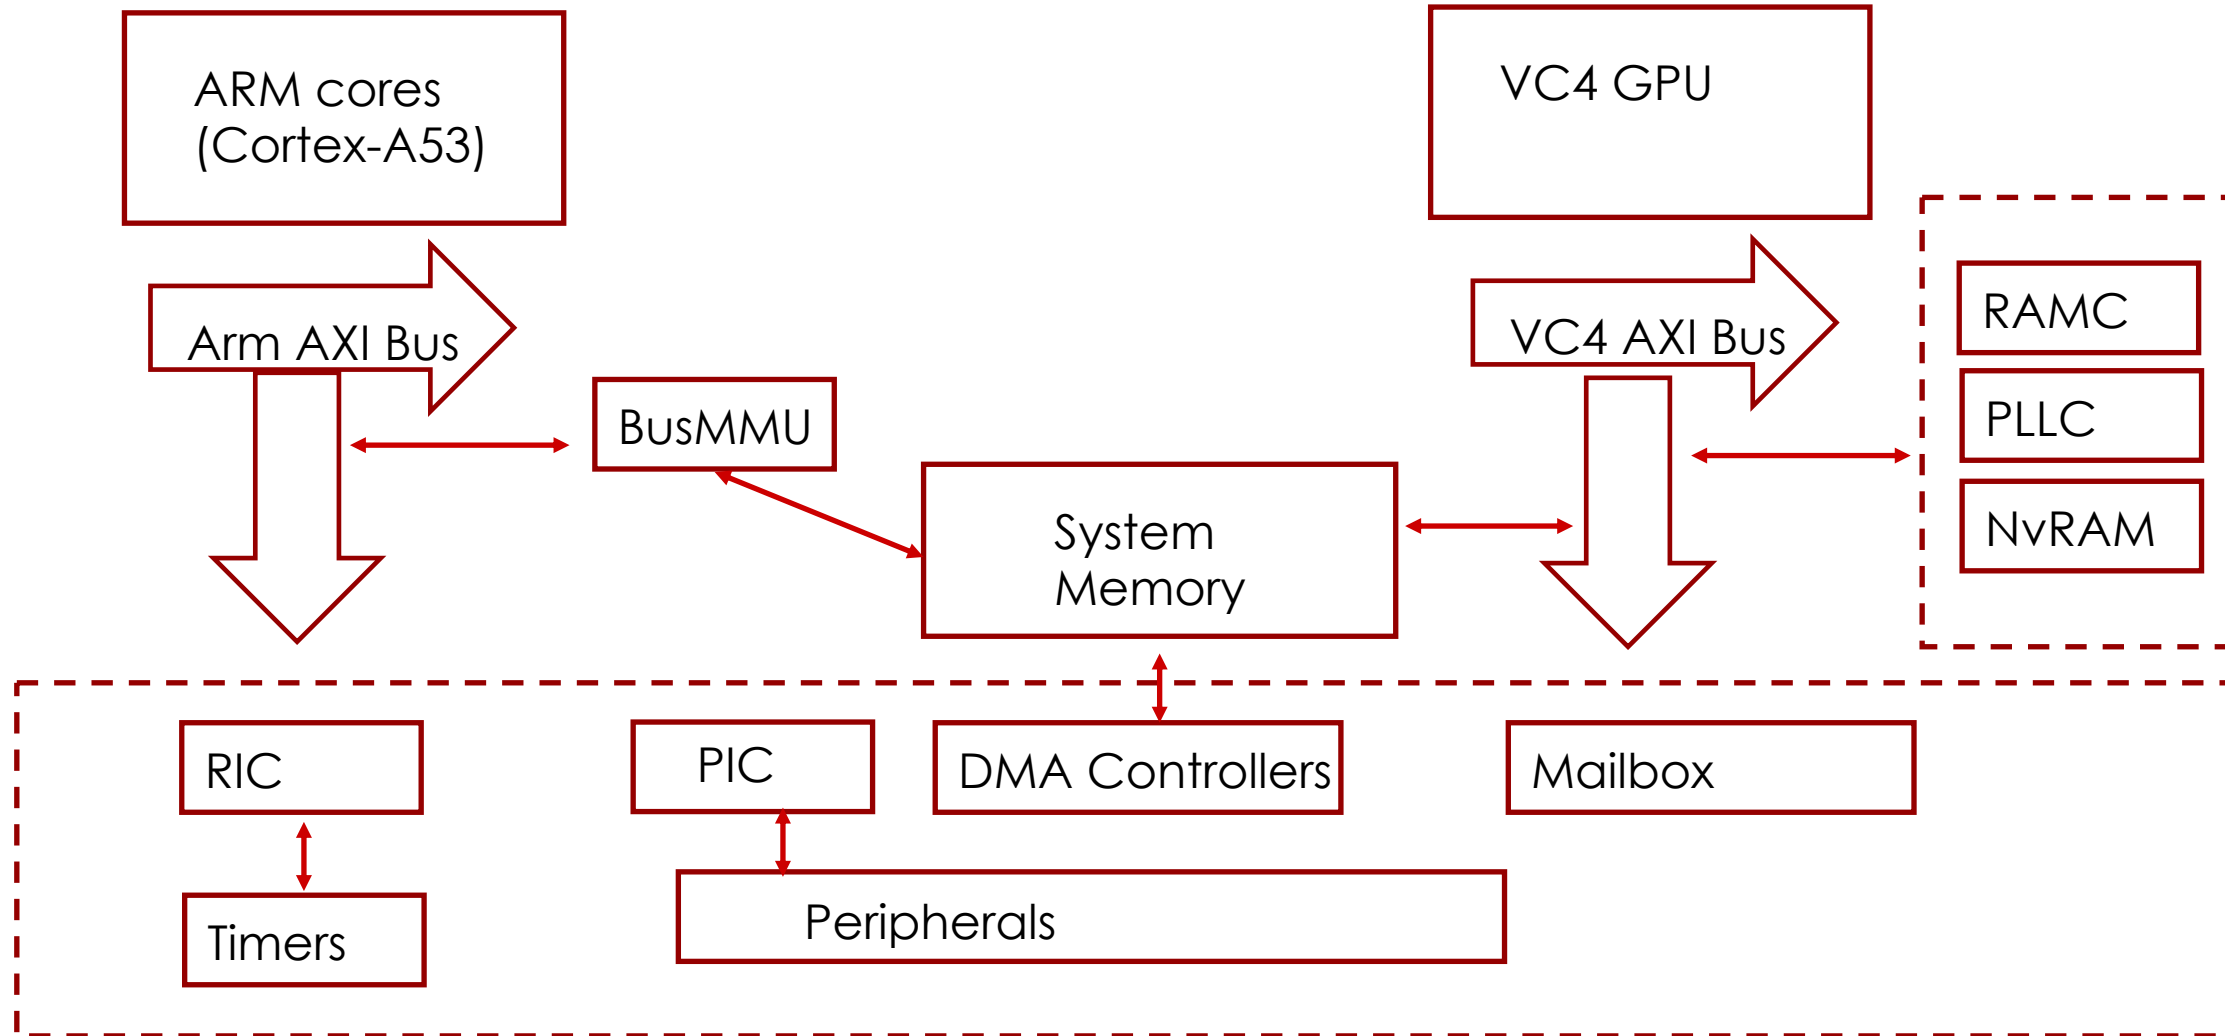 ARM cores
(Cortex-A53)
VC4 GPU
Arm AXI Bus
VC4 AXI Bus
RAMC
PLLC
NvRAM
BusMMU
System
Memory
RIC
PIC
DMA Controllers
Mailbox
Timers
Peripherals